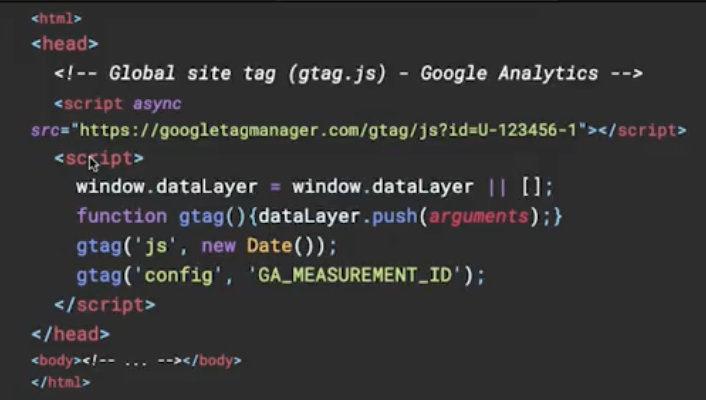 <html>
<head>
<!-- Global site tag (gtag.js) - Google Analytics -->
<script async
src="https://googletagmanager.com/gtag/js?id=U-123456-1"></script>
<script>
window.dataLayer = window.dataLayer || [];
function gtag(){dataLayer.push(arguments);}
gtag('js', new Date());
gtag('config', 'GA_MEASUREMENT_ID');
</script>
</head>
<body><!-- ... --></body>
</html>